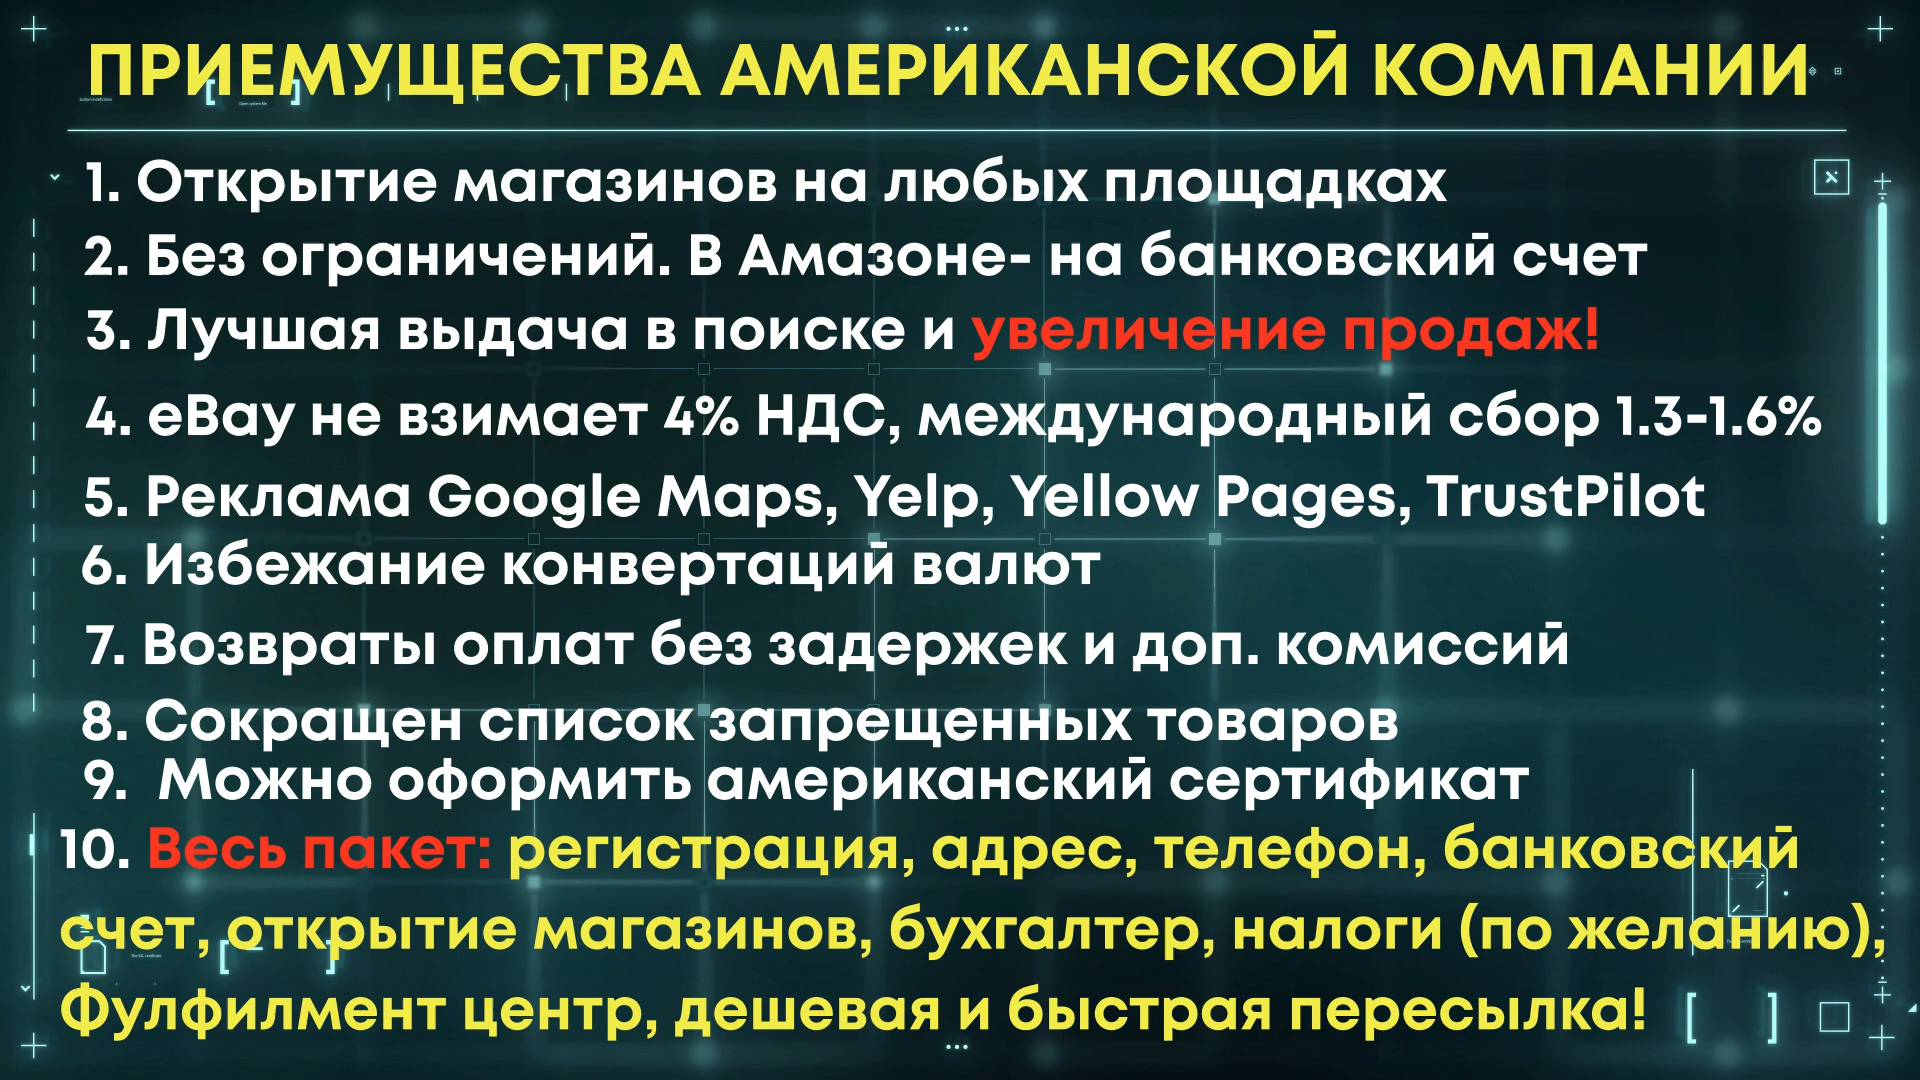 ПРИЕМУЩЕСТВА АМЕРИКАНСКОЙ КОМПАНИИ
1. Открытие магазинов на любых площадках
2. Без ограничений. В Амазоне- на банковский счет
3. Лучшая выдача в поиске и увеличение продаж!
4. eBay не взимает 4% НДС, международный сбор 1.3-1.6%
5. Реклама Google Maps, Yelp, Yellow Pages, TrustPilot
6. Избежание конвертаций валют
7. Возвраты оплат без задержек и доп. комиссий
8. Сокращен список запрещенных товаров
9. Можно оформить американский сертификат
10. Весь пакет: регистрация, адрес, телефон, банковский
счет, открытие магазинов, бухгалтер, налоги (по желанию),
Фулфилмент центр, дешевая и быстрая пересылка!